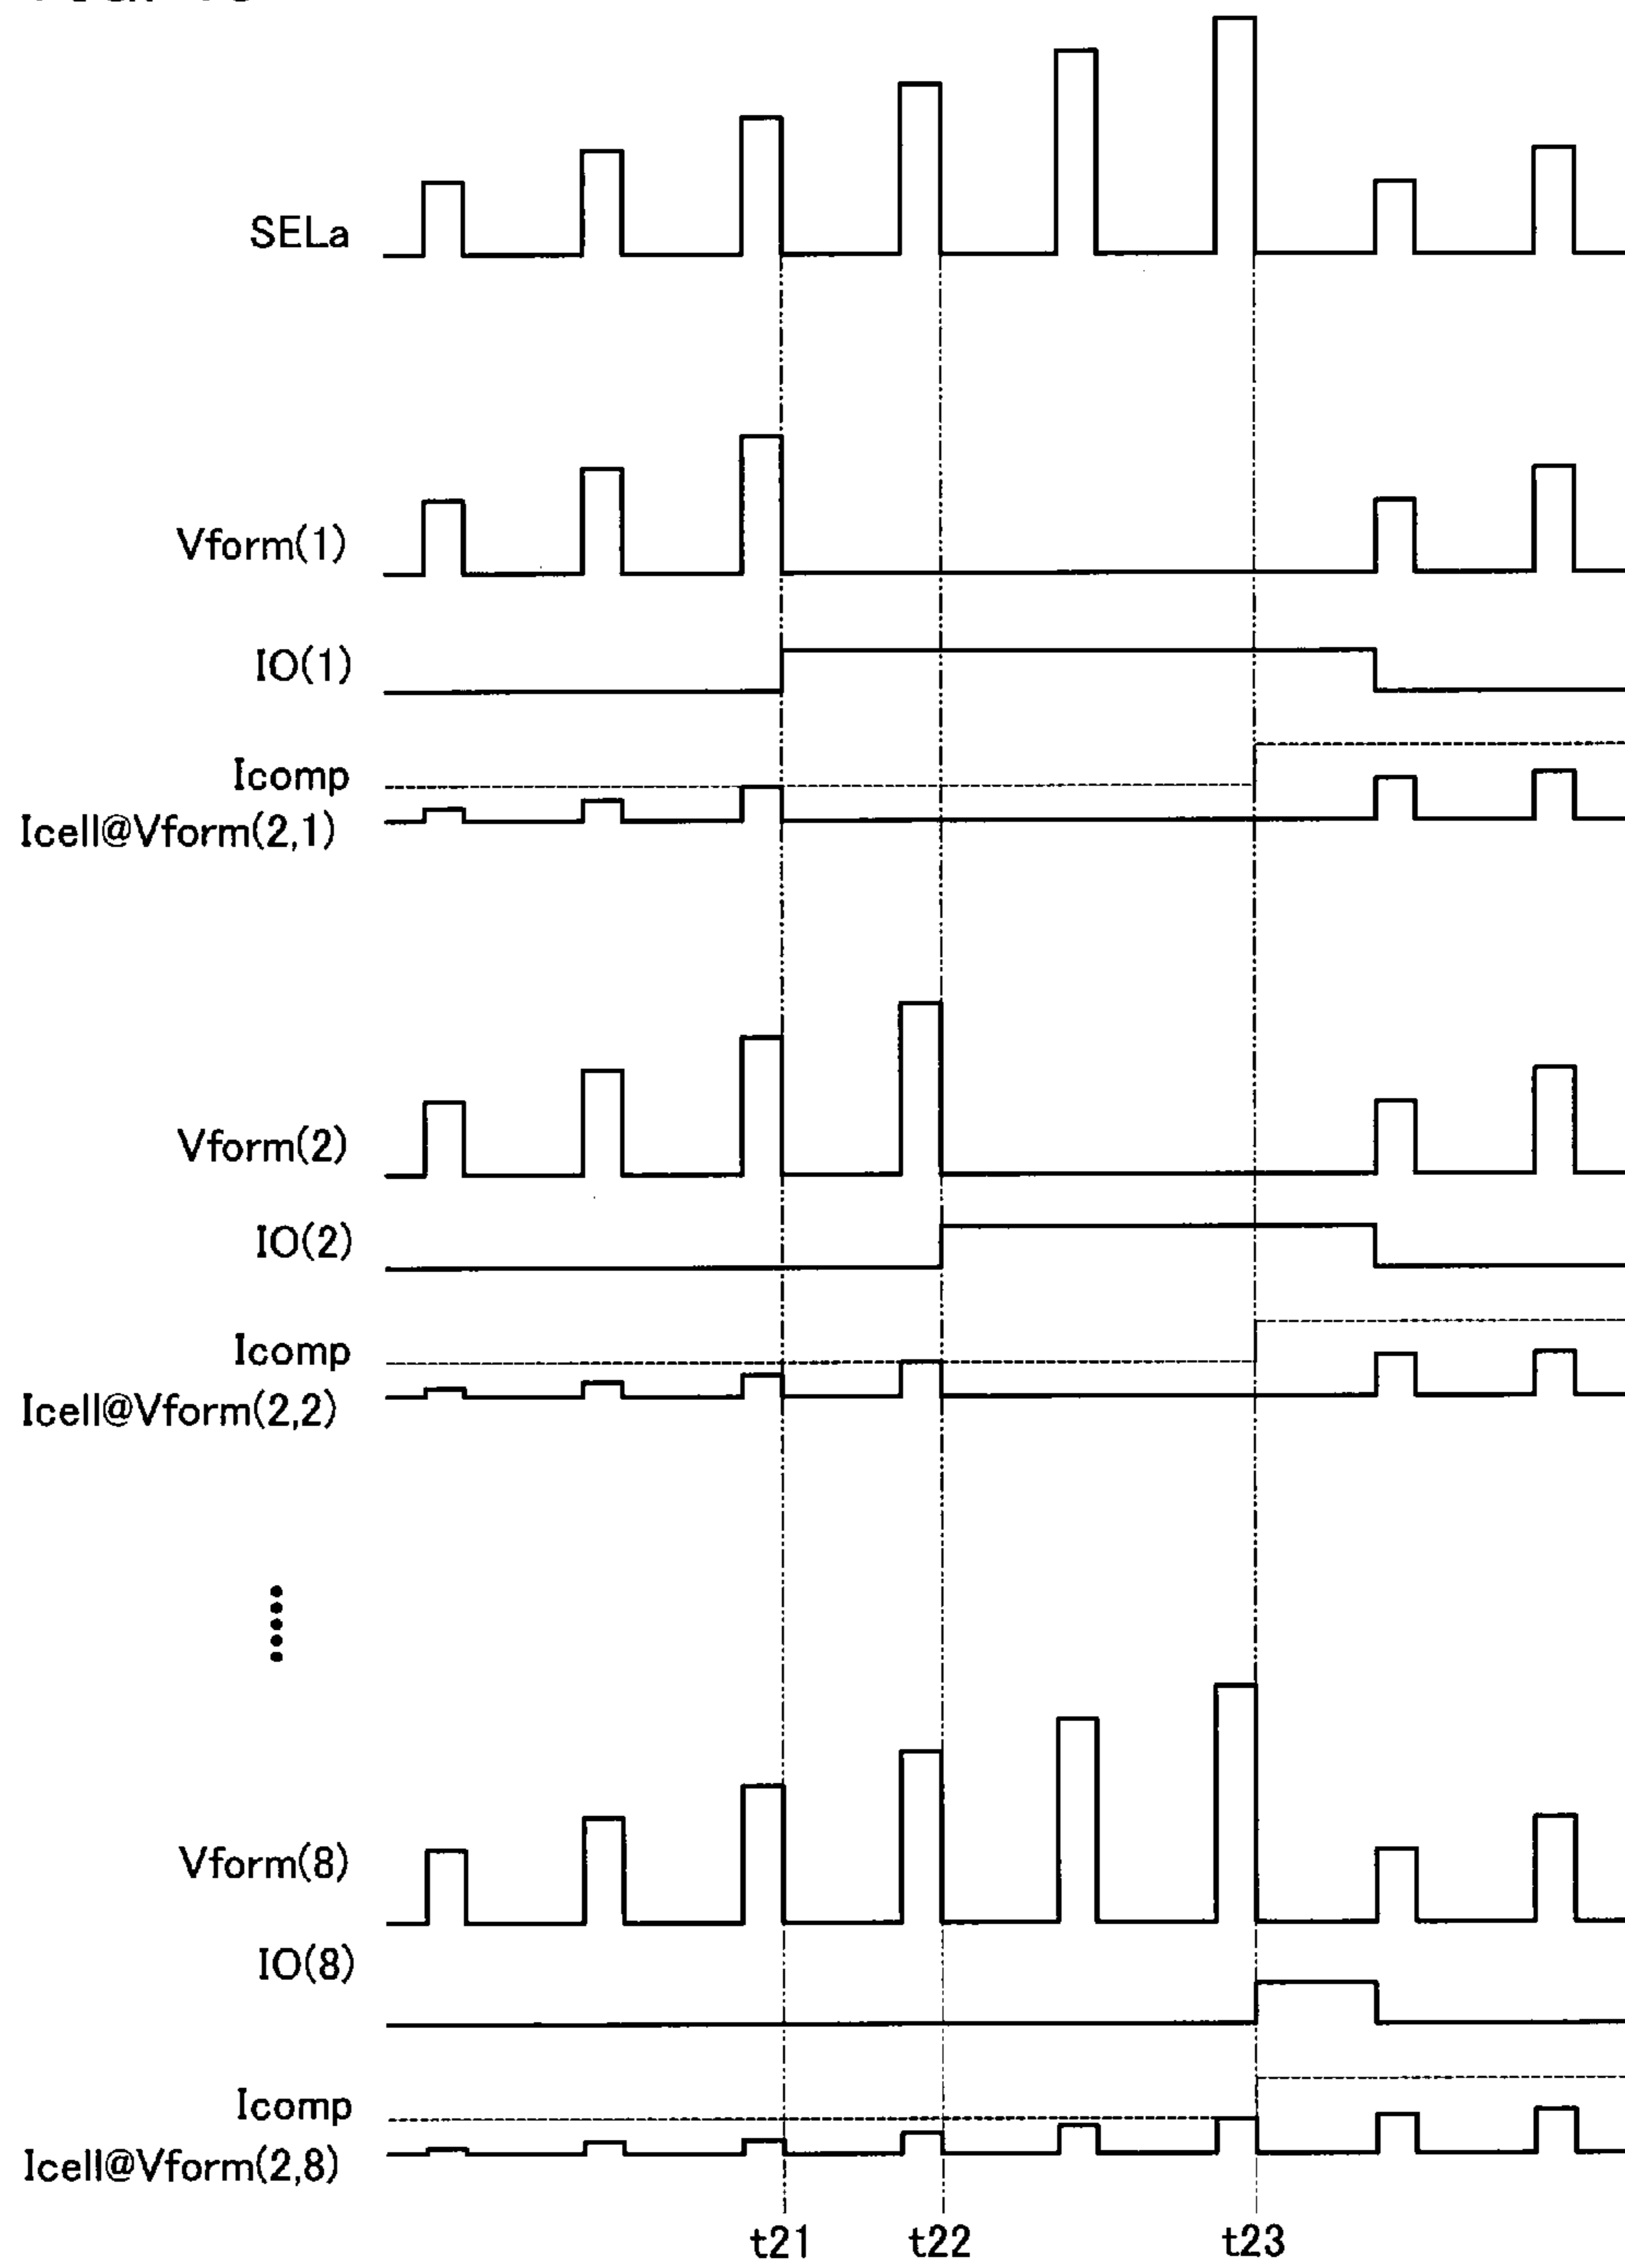 SELa
Vform(1)
IO(1)
Icomp
Icell@Vform(2,1)
Vform(2)
IO(2)
Icomp
Icell@Vform(2,2)
Vform(8)
IO(8)
Icomp
Icell@Vform(2,8)
t21 t22 t23